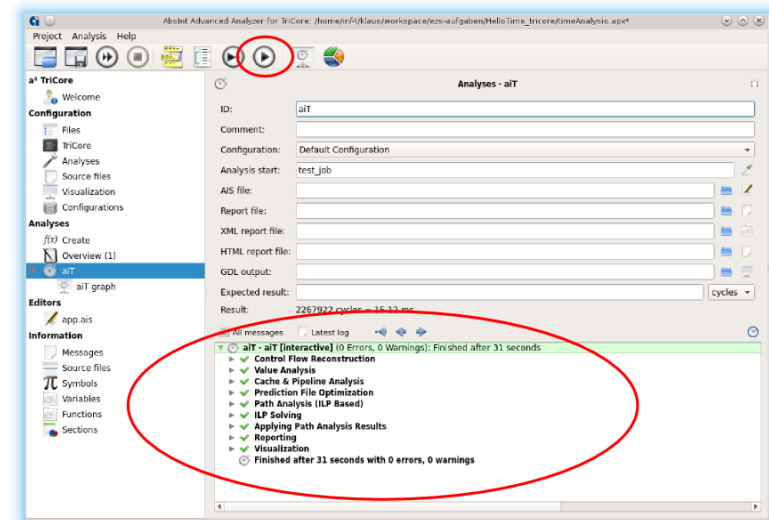 AbsInt Advanced Analyzer for TriCore: /home/inf4/klaus/workspace/ezs-aufgaben/HelloTime_tricore/timeAnalysis.apx*
Project Analysis Help
a³ TriCore
Welcome
Configuration
Files
TriCore
Analyses
Source files
Visualization
Configurations
Analyses
f(x) Create
Overview (1)
aiT
aiT graph
Editors
app.ais
Information
Messages
Source files
Symbols
Variables
Functions
Sections
Analyses - aiT
ID: aiT
Comment:
Configuration: Default Configuration
Analysis start: test_job
AIS file:
Report file:
XML report file:
HTML report file:
GDL output:
Expected result: cycles
Result: 2267922 cycles = 15.12 ms
All messages Latest log
aiT - aiT [interactive] (0 Errors, 0 Warnings): Finished after 31 seconds
Control Flow Reconstruction
Value Analysis
Cache & Pipeline Analysis
Prediction File Optimization
Path Analysis (ILP Based)
ILP Solving
Applying Path Analysis Results
Reporting
Visualization
Finished after 31 seconds with 0 errors, 0 warnings